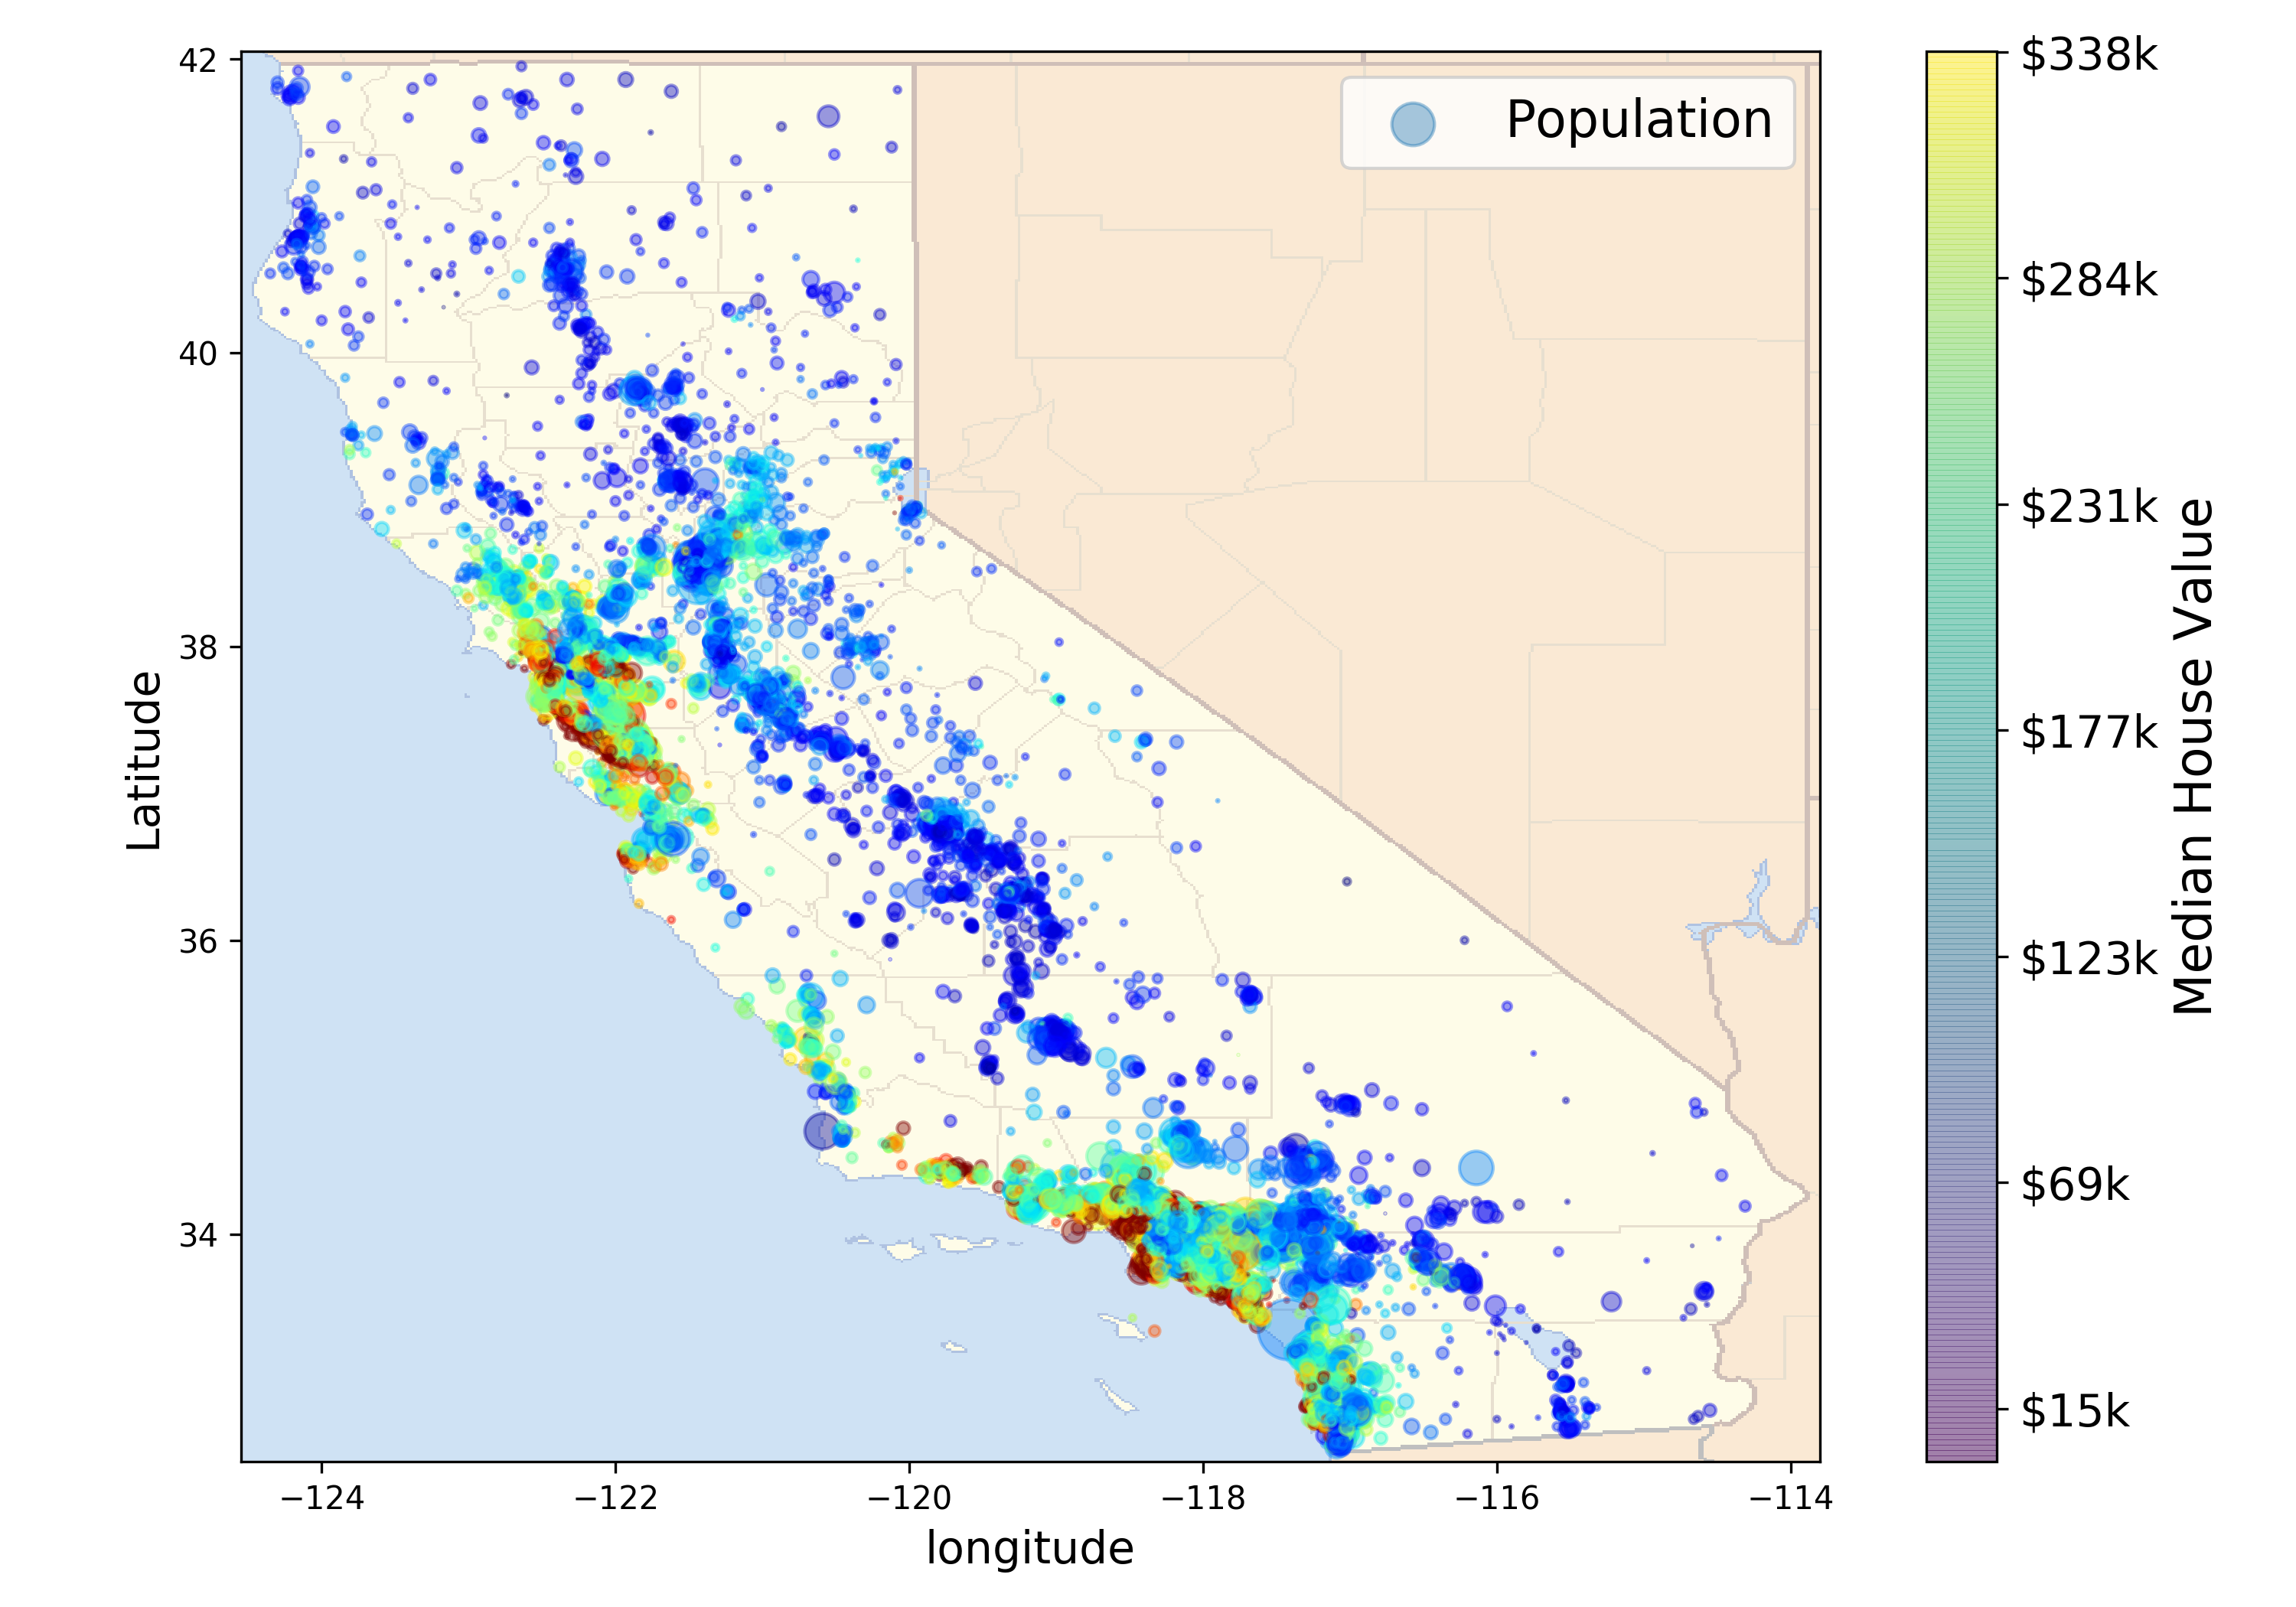 Population
42
40
38
36
34
Latitude
−124
−122
−120
−118
−116
−114
longitude
$338k
$284k
$231k
$177k
$123k
$69k
$15k
Median House Value